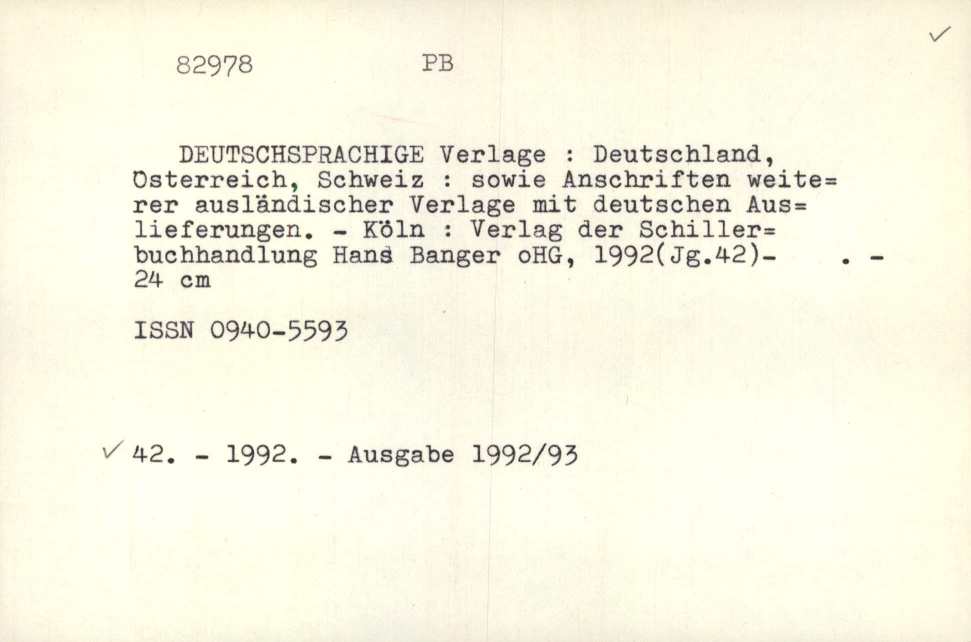 ✓
82978 PB
DEUTSCHSPRACHIGE Verlage : Deutschland,
Österreich, Schweiz : sowie Anschriften weite=
rer ausländischer Verlage mit deutschen Aus=
lieferungen. - Köln : Verlag der Schiller=
buchhandlung Hans Banger oHG, 1992(Jg.42)- . -
24 cm
ISSN 0940-5593
✓ 42. - 1992. - Ausgabe 1992/93